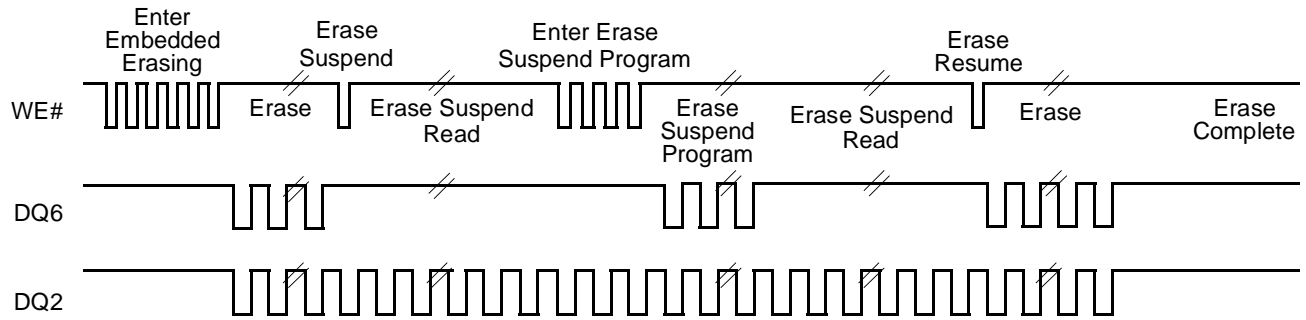 Enter
Embedded
Erasing
Erase
Suspend
Enter Erase
Suspend Program
Erase
Resume
WE#
Erase
Erase Suspend
Read
Erase
Suspend
Program
Erase Suspend
Read
Erase
Erase
Complete
DQ6
DQ2